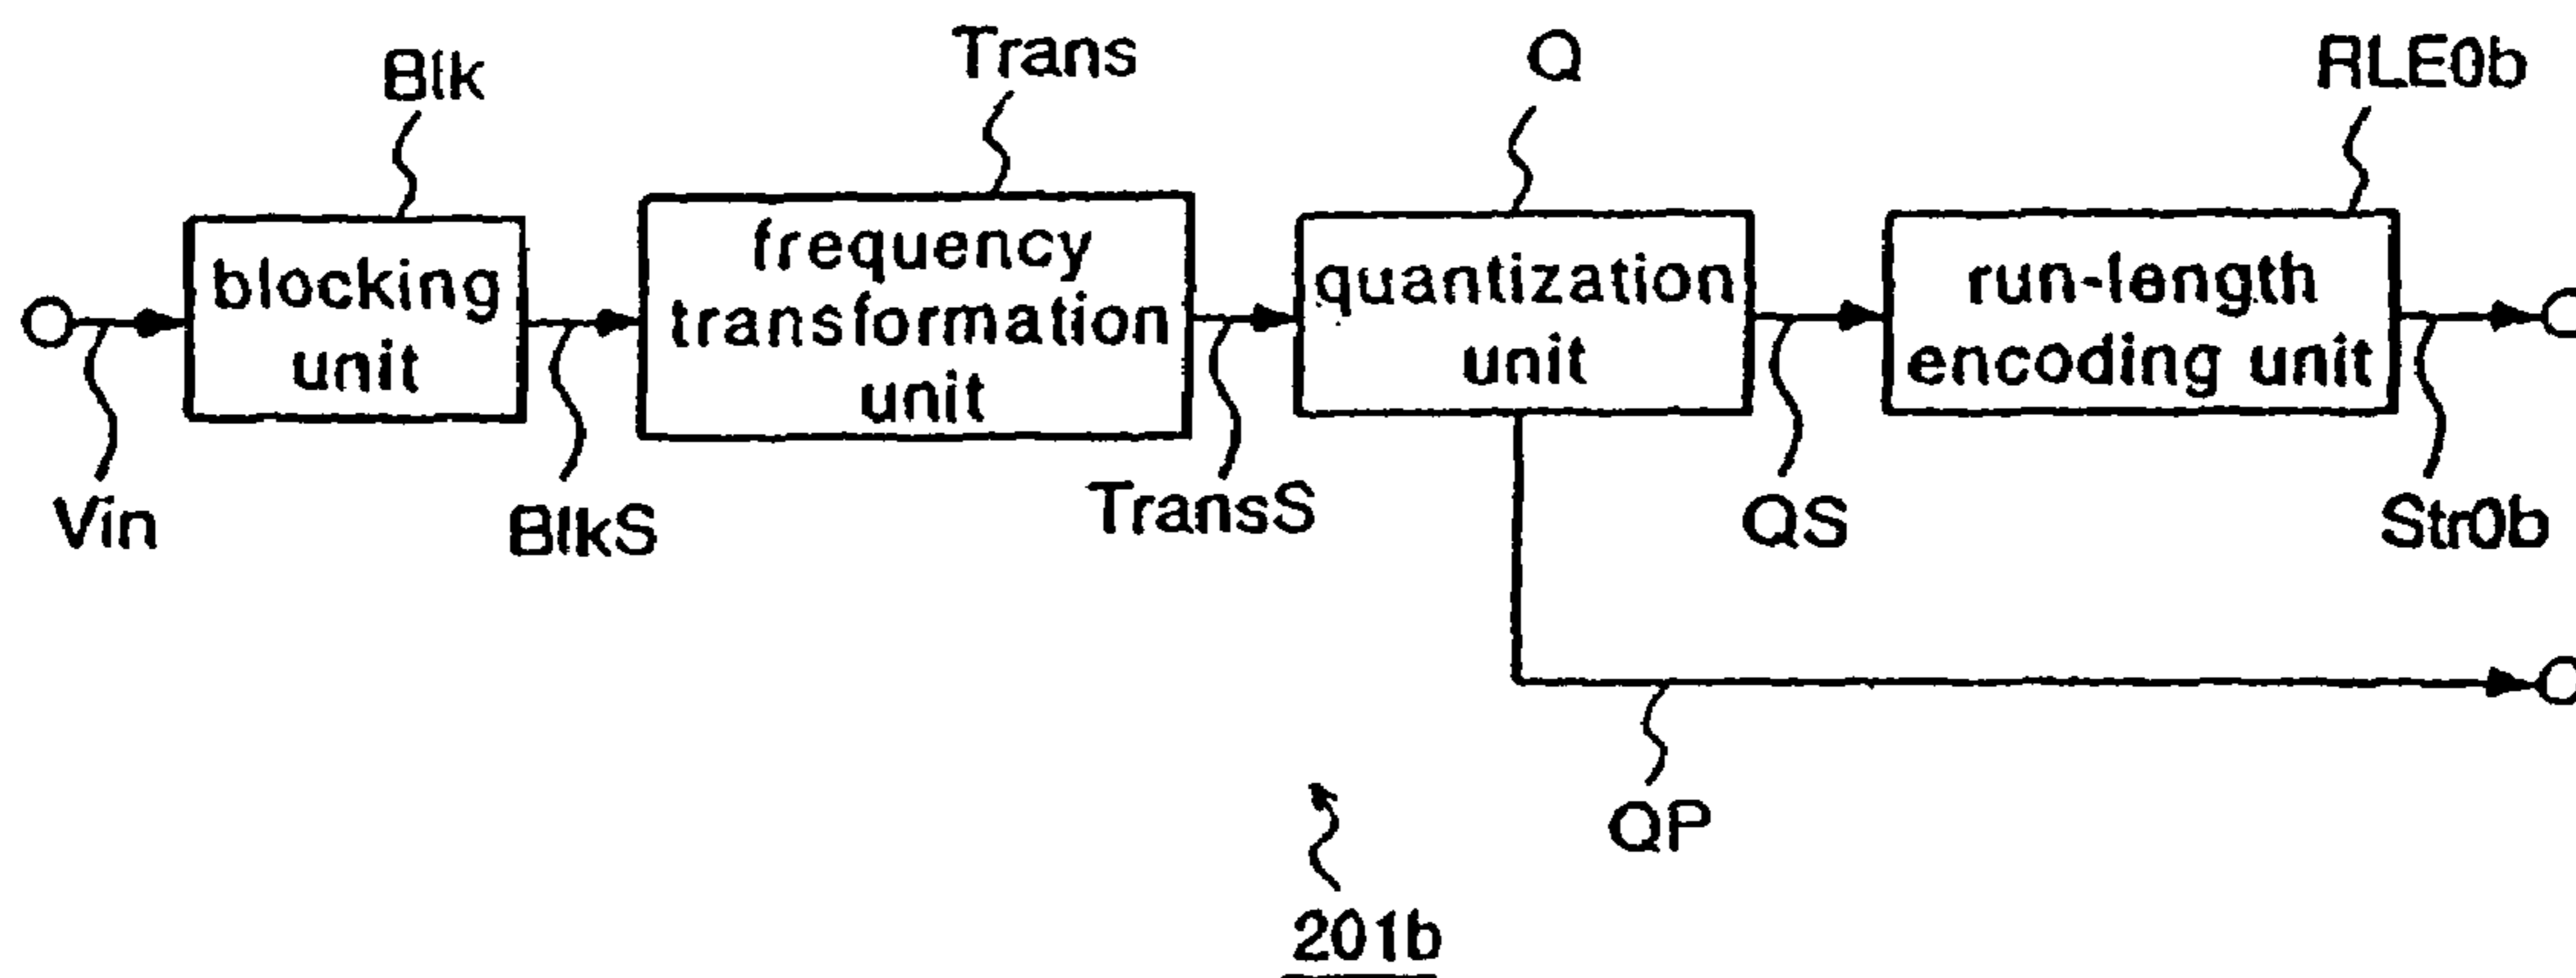 Blk
Trans
Q
RLE0b
blocking
unit
frequency
transformation
unit
quantization
unit
run-length
encoding unit
Vin
BlkS
TransS
QS
Str0b
QP
201b